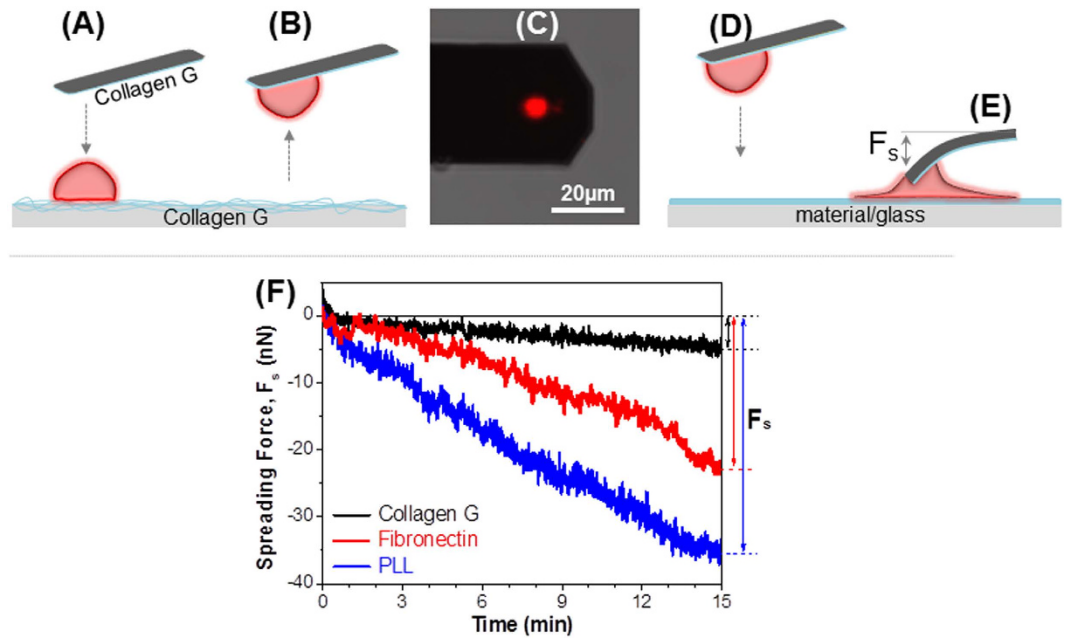 (A)
(B)
(C)
(D)
(E)
Collagen G
Collagen G
20µm
Fs
material/glass
(F)
Spreading Force, Fs (nN)
0
-10
-20
-30
-40
Collagen G
Fibronectin
PLL
Fs
0
3
6
9
12
15
Time (min)